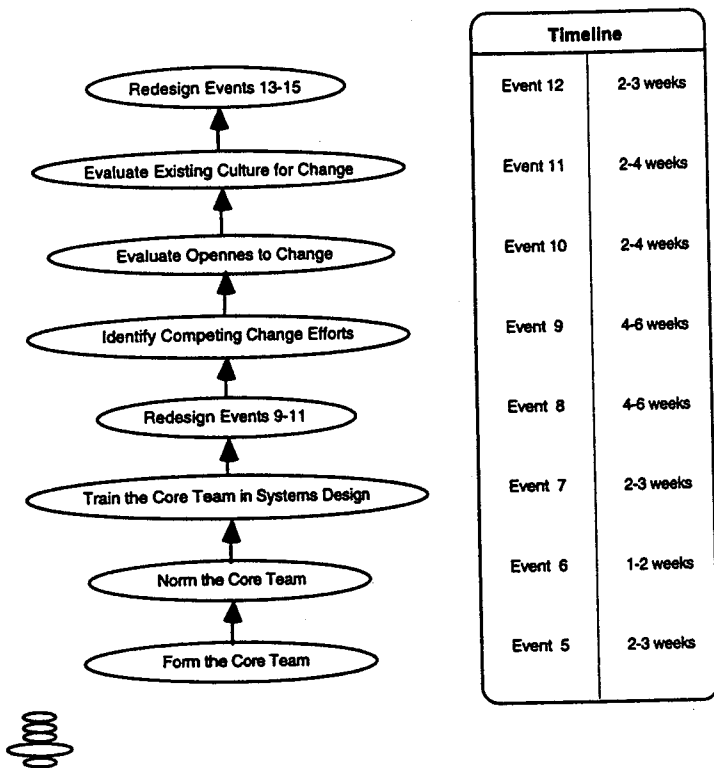 Timeline
Redesign Events 13-15
Event 12 2-3 weeks
Evaluate Existing Culture for Change
Event 11 2-4 weeks
Evaluate Opennes to Change
Event 10 2-4 weeks
Identify Competing Change Efforts
Event 9 4-6 weeks
Redesign Events 9-11
Event 8 4-6 weeks
Train the Core Team in Systems Design
Event 7 2-3 weeks
Norm the Core Team
Event 6 1-2 weeks
Form the Core Team
Event 5 2-3 weeks